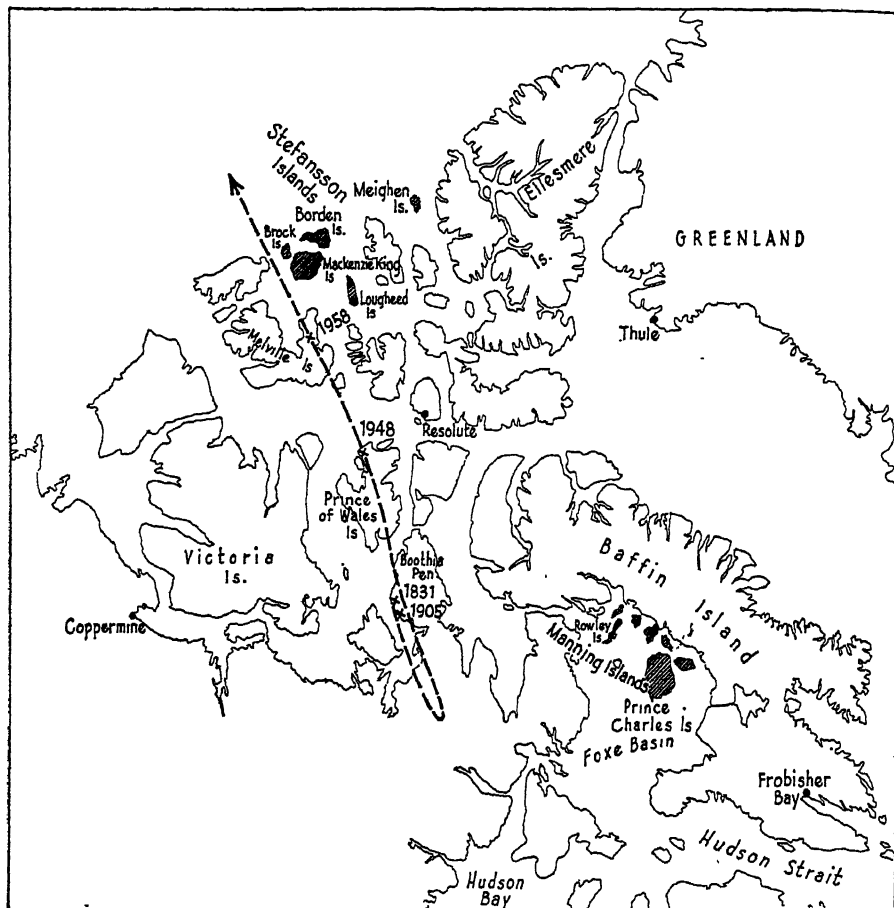 Stefansson
Islands
Ellesmere
Is.
Meighen
Is.
Borden
Is.
Brock
Is
Mackenzie King
Is
Lougheed
Is
GREENLAND
1958
Melville Is
Thule
1948
Resolute
Prince
of Wales
Is
Victoria
Is.
Boothia
Pen
1831
1905
Coppermine
Baffin
Island
Rowley
Is
Manning Islands
Prince
Charles Is
Foxe Basin
Frobisher
Bay
Hudson Strait
Hudson
Bay